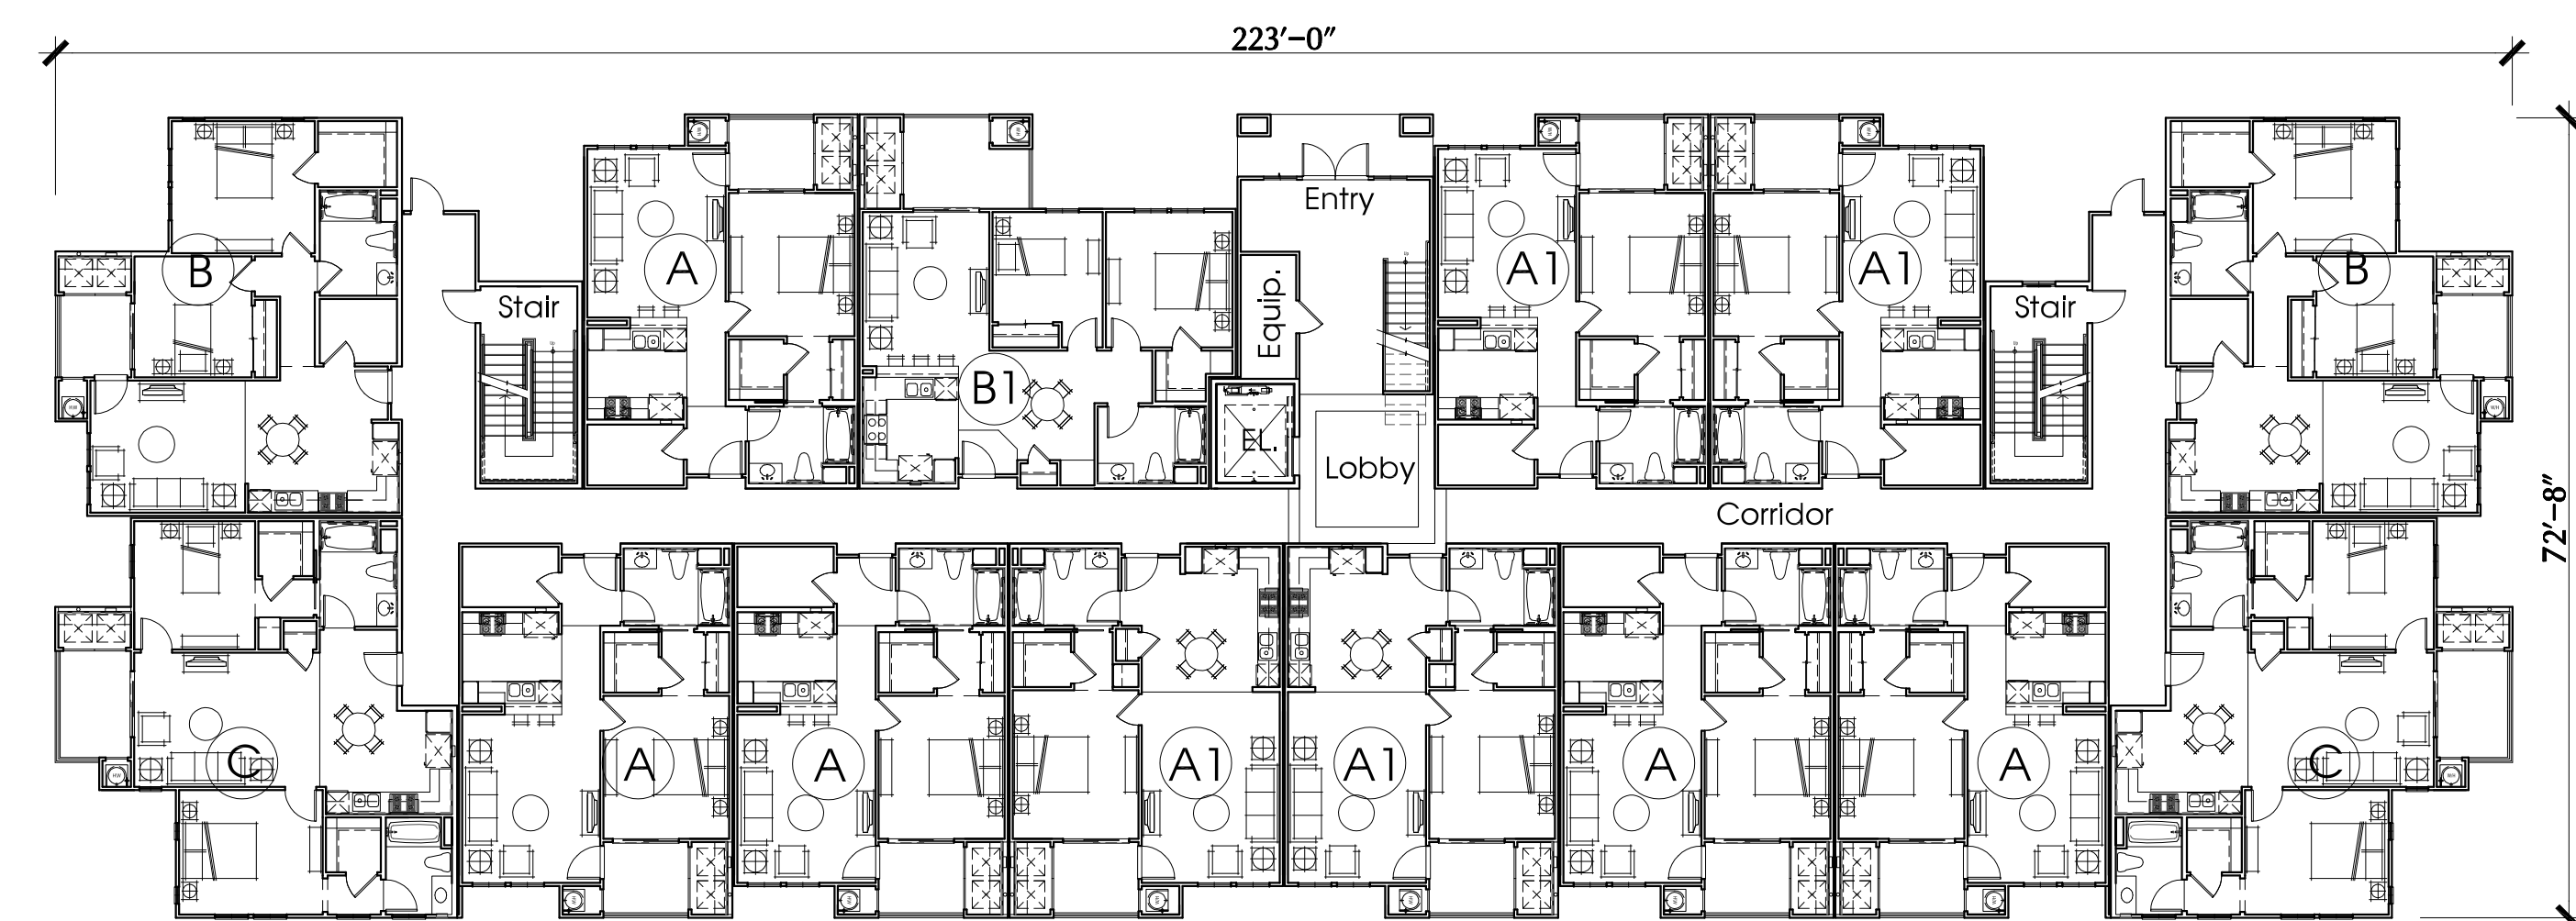 223'-0"
72'-8"
Entry
B
Stair
A
A1
A1
Stair
B
Equip.
B1
EL.
Lobby
Corridor
C
A
A
A1
A1
A
A
C